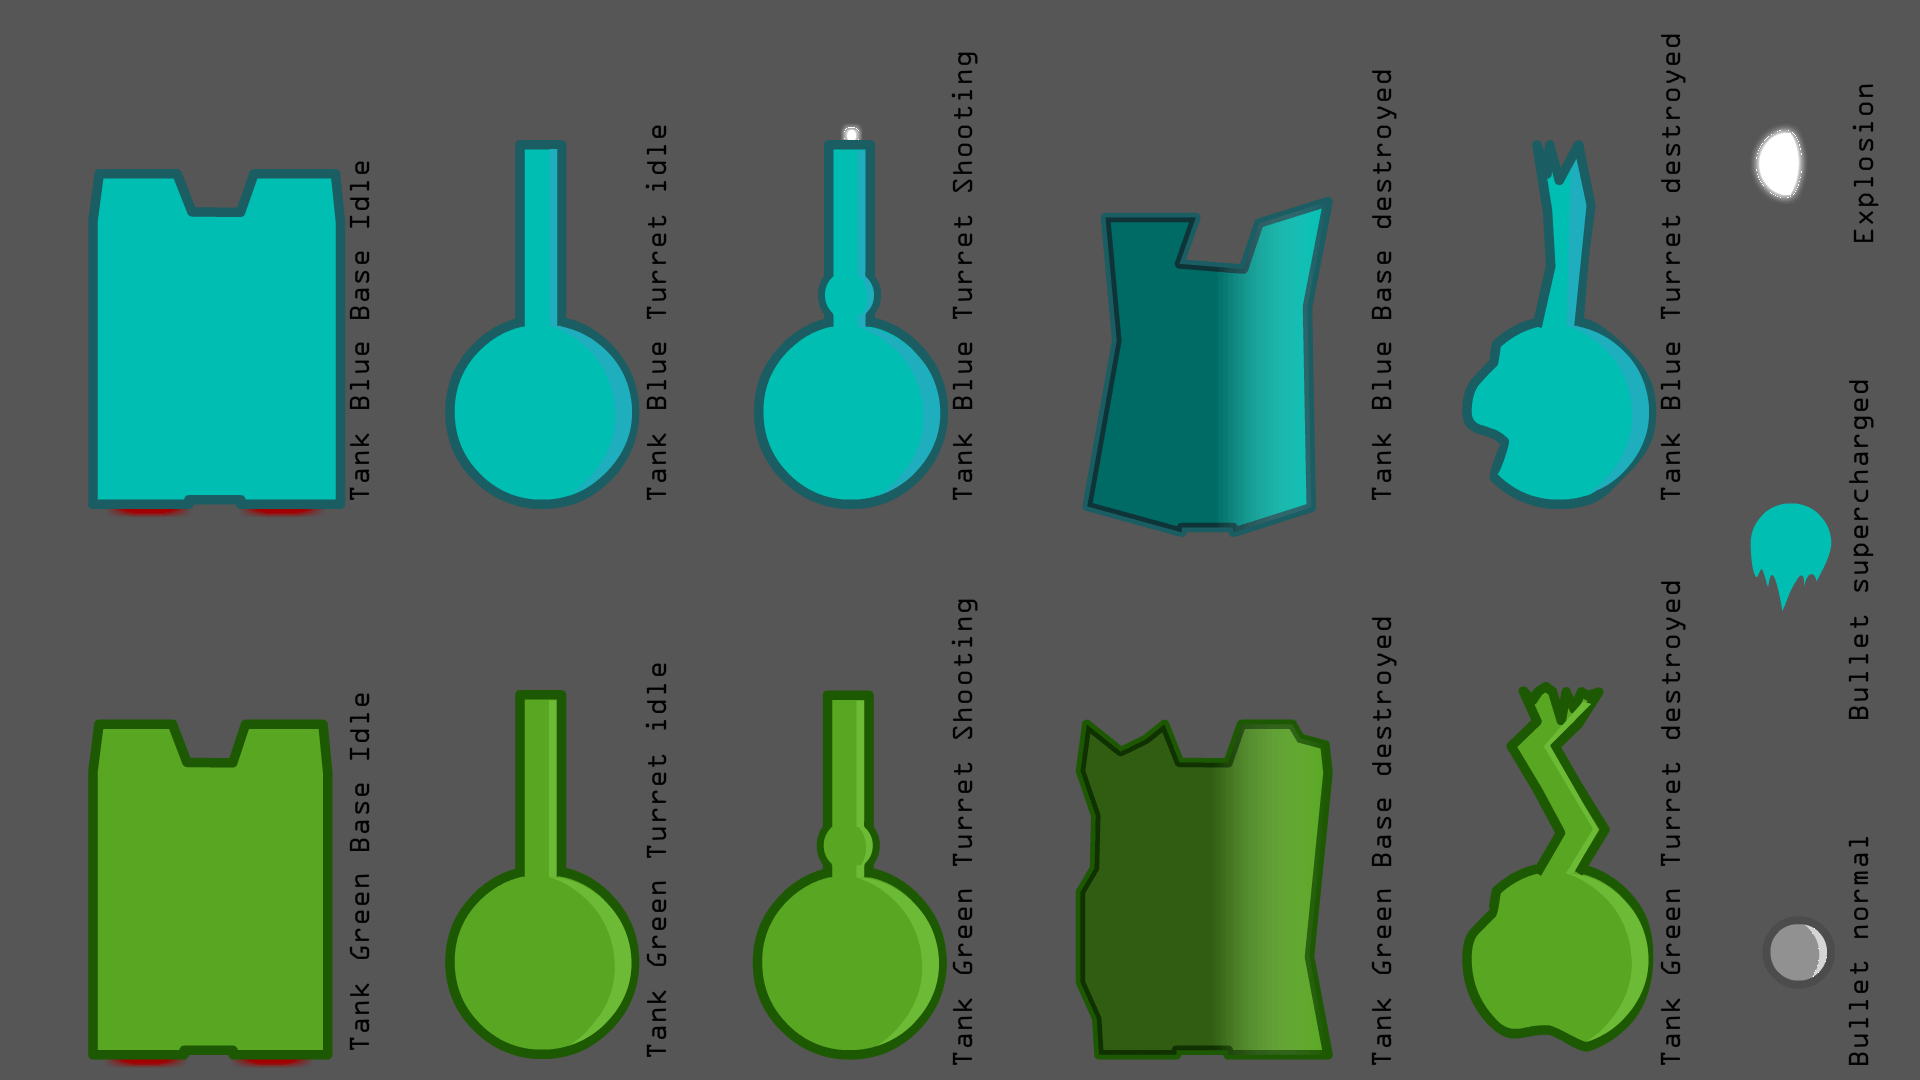 Tank Blue Base Idle
Tank Blue Turret idle
Tank Blue Turret Shooting
Tank Blue Base destroyed
Tank Blue Turret destroyed
Explosion
Bullet supercharged
Tank Green Base Idle
Tank Green Turret idle
Tank Green Turret Shooting
Tank Green Base destroyed
Tank Green Turret destroyed
Bullet normal